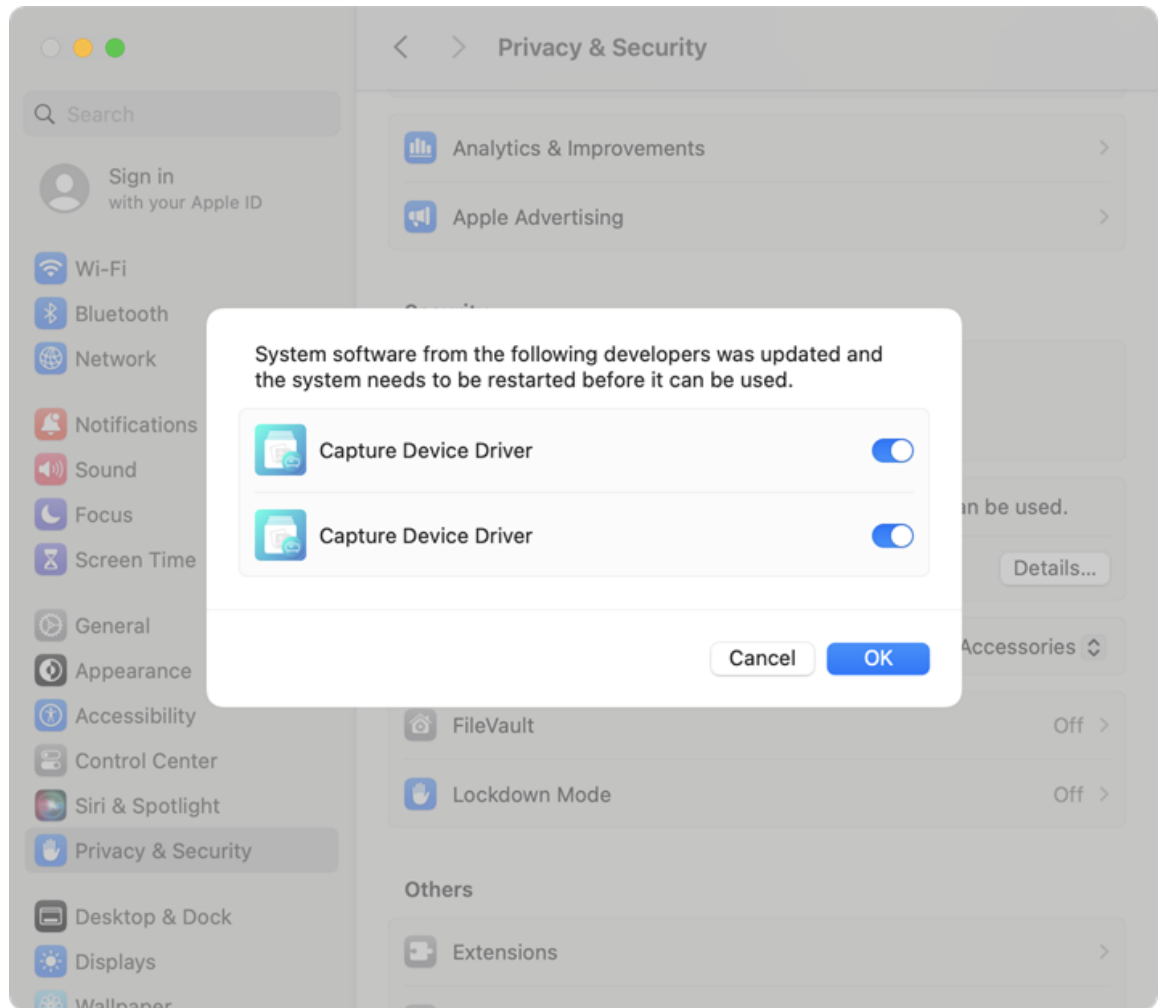 Privacy & Security
Search
Sign in
with your Apple ID
Wi-Fi
Bluetooth
Network
Notifications
Sound
Focus
Screen Time
General
Appearance
Accessibility
Control Center
Siri & Spotlight
Privacy & Security
Desktop & Dock
Displays
Wallpaper
Analytics & Improvements
Apple Advertising
System software from the following developers was updated and
the system needs to be restarted before it can be used.
Capture Device Driver
Capture Device Driver
Cancel
OK
an be used.
Details...
Accessories
FileVault
Off
Lockdown Mode
Off
Others
Extensions